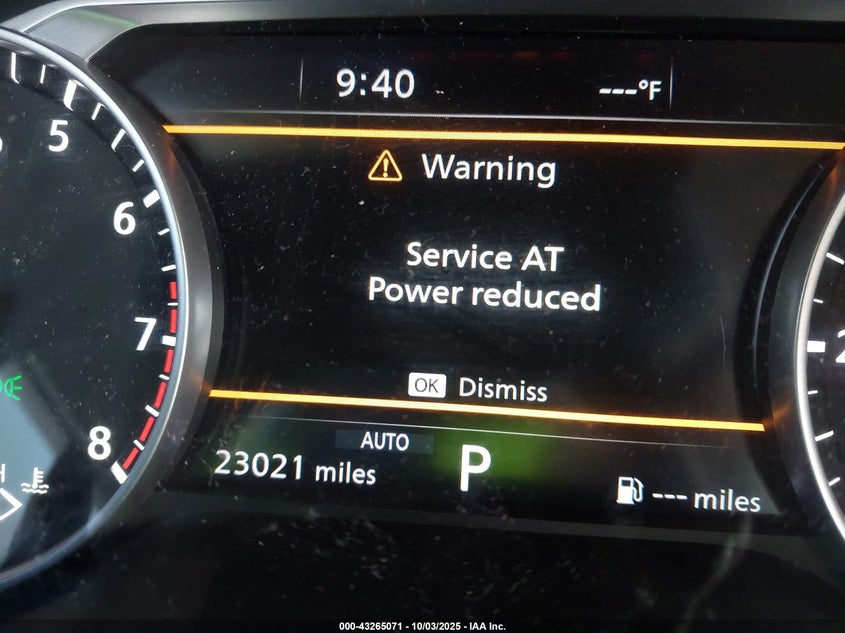 9:40
---°F
Warning
Service AT
Power reduced
OK Dismiss
AUTO
23021 miles
P
--- miles
5
6
7
8
H
000-43265071 - 10/03/2025 - IAA Inc.